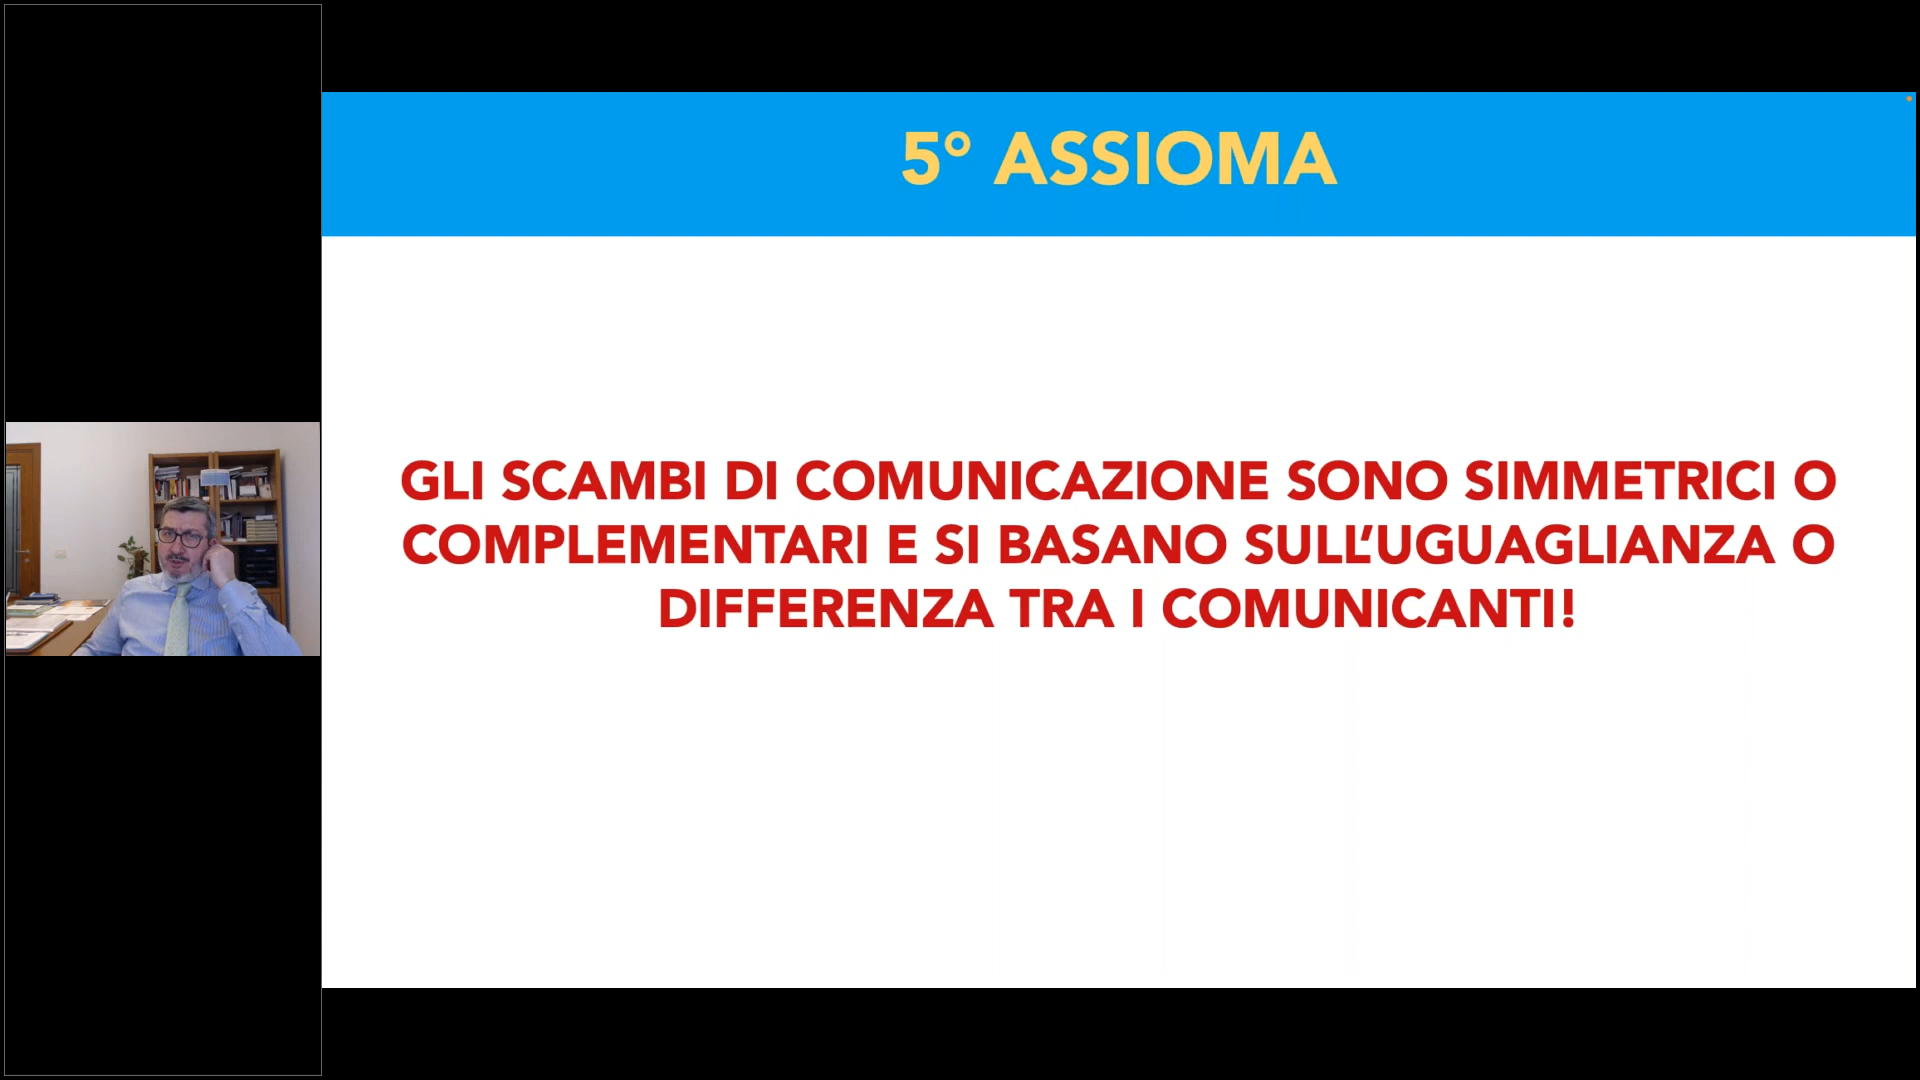 5° ASSIOMA
GLI SCAMBI DI COMUNICAZIONE SONO SIMMETRICI O
COMPLEMENTARI E SI BASANO SULL'UGUAGLIANZA O
DIFFERENZA TRA I COMUNICANTI!